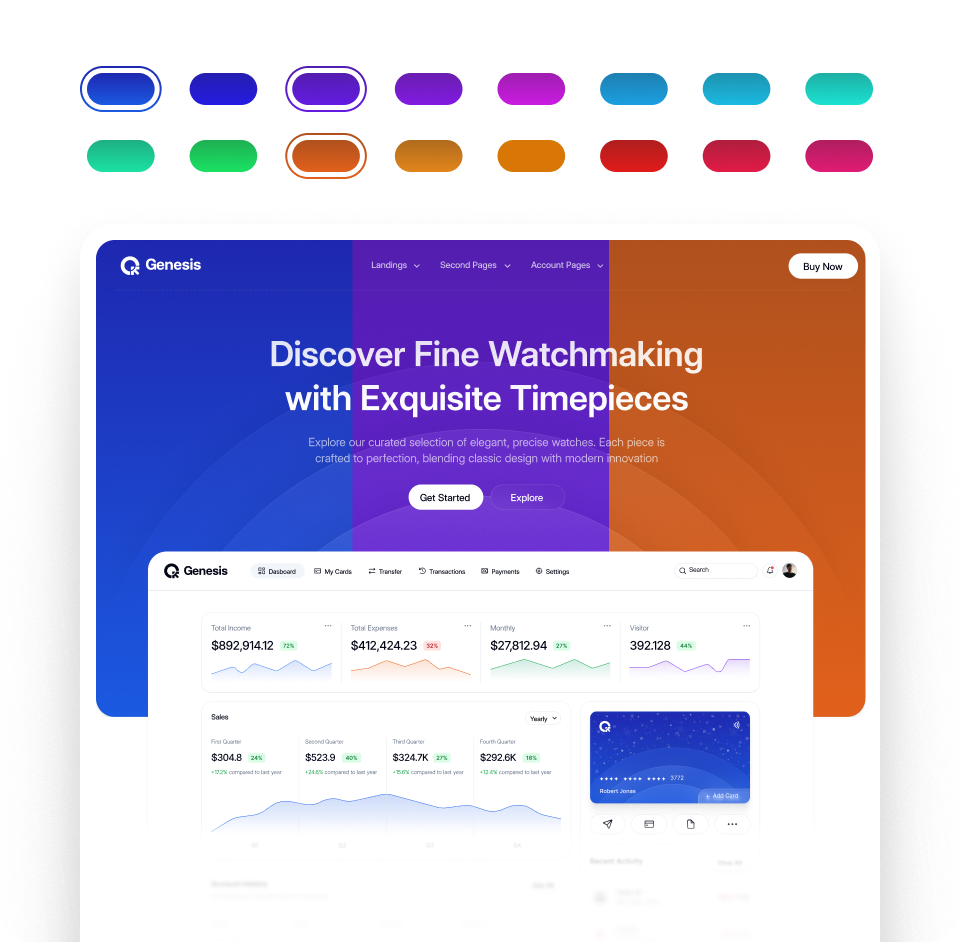 Genesis
Landings
Second Pages
Account Pages
Buy Now
Discover Fine Watchmaking
with Exquisite Timepieces
Explore our curated selection of elegant, precise watches. Each piece is
crafted to perfection, blending classic design with modern innovation
Get Started
Explore
Genesis
Dasboard
My Cards
Transfer
Transactions
Payments
Settings
Search
Total Income
$892,914.12 72%
Total Expenses
$412,424.23 32%
Monthly
$27,812.94 27%
Visitor
392.128 44%
Sales
Yearly
First Quarter
$304.8 24%
+17.2% compared to last year
Second Quarter
$523.9 40%
+24.6% compared to last year
Third Quarter
$324.7K 27%
+15.6% compared to last year
Fourth Quarter
$292.6K 18%
+12.4% compared to last year
Q1
Q2
Q3
Q4
3772
Robert Jonas
+ Add Card
Recent Activity
View All
Account History
See All